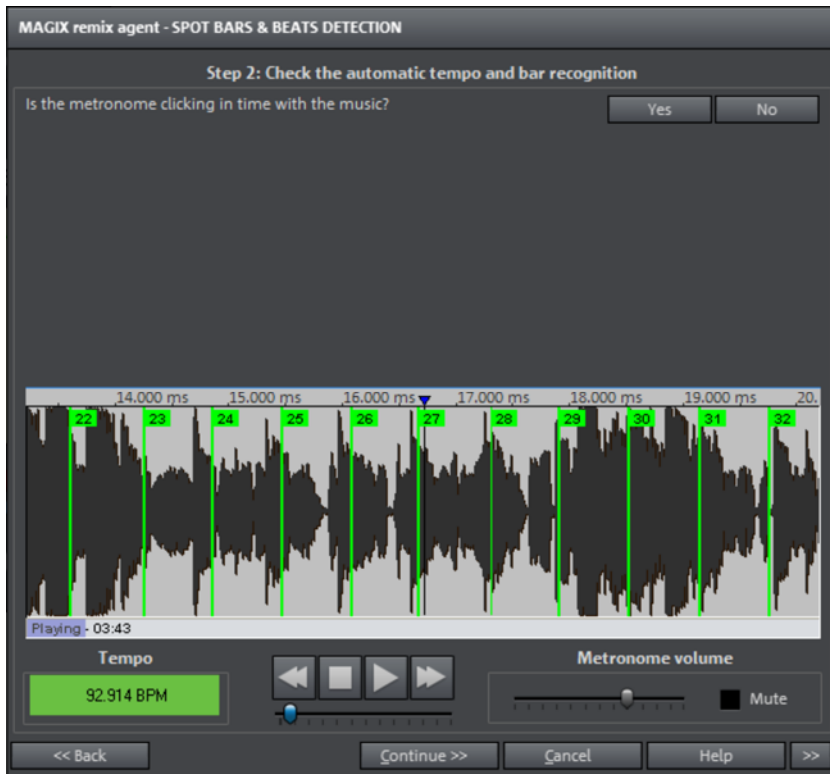 MAGIX remix agent - SPOT BARS & BEATS DETECTION
Step 2: Check the automatic tempo and bar recognition
Is the metronome clicking in time with the music?
Yes No
14.000 ms 15.000 ms 16.000 ms 17.000 ms 18.000 ms 19.000 ms 20.
22 23 24 25 26 27 28 29 30 31 32
Playing - 03:43
Tempo Metronome volume
92.914 BPM Mute
<< Back Continue >> Cancel Help >>